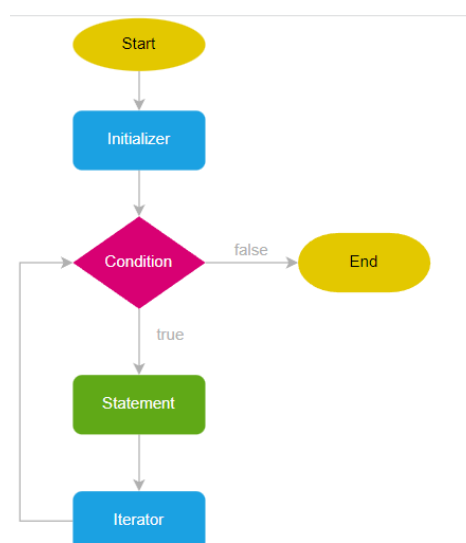 Start
Initializer
Condition
false
End
true
Statement
Iterator